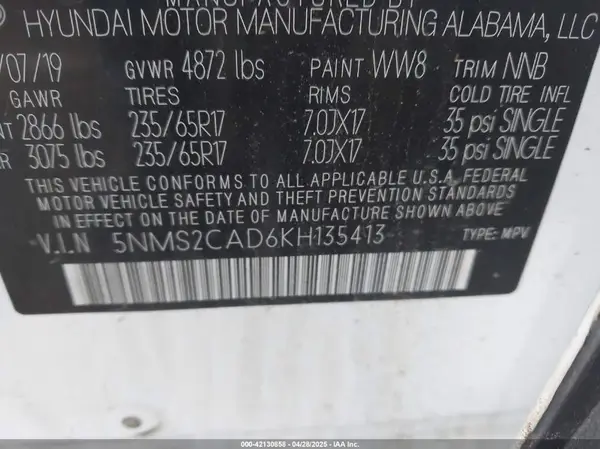 MANUFACTURED BY
HYUNDAI MOTOR MANUFACTURING ALABAMA, LLC
/07/19 GVWR 4872 lbs PAINT WW8 TRIM NNB
GAWR TIRES RIMS COLD TIRE INFL
2866 lbs 235/65R17 7.0JX17 35 psi SINGLE
3075 lbs 235/65R17 7.0JX17 35 psi SINGLE
THIS VEHICLE CONFORMS TO ALL APPLICABLE U.S.A. FEDERAL
MOTOR VEHICLE SAFETY AND THEFT PREVENTION STANDARDS
IN EFFECT ON THE DATE OF MANUFACTURE SHOWN ABOVE
V.I.N 5NMS2CAD6KH135413 TYPE: MPV
000-42130858 - 04/28/2025 - IAA Inc.